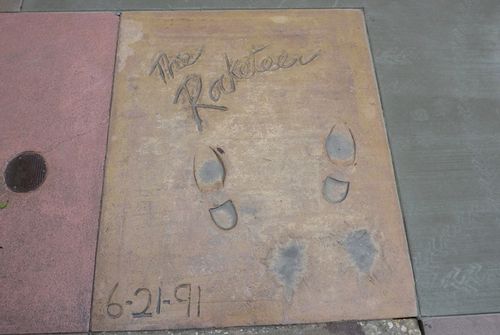 The
Rocketeer
6-21-91